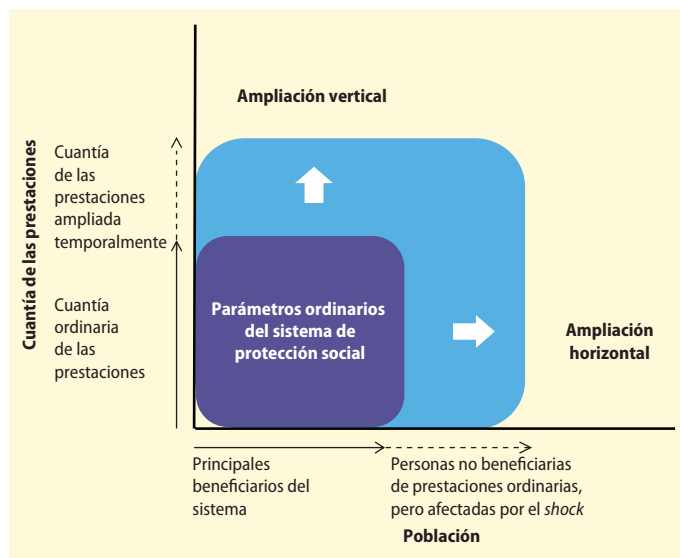 Ampliación vertical
Cuantía de las prestaciones
Cuantía
de las
prestaciones
ampliada
temporalmente
Cuantía
ordinaria
de las
prestaciones
Parámetros ordinarios
del sistema de
protección social
Ampliación
horizontal
Principales
beneficiarios del
sistema
Personas no beneficiarias
de prestaciones ordinarias,
pero afectadas por el shock
Población